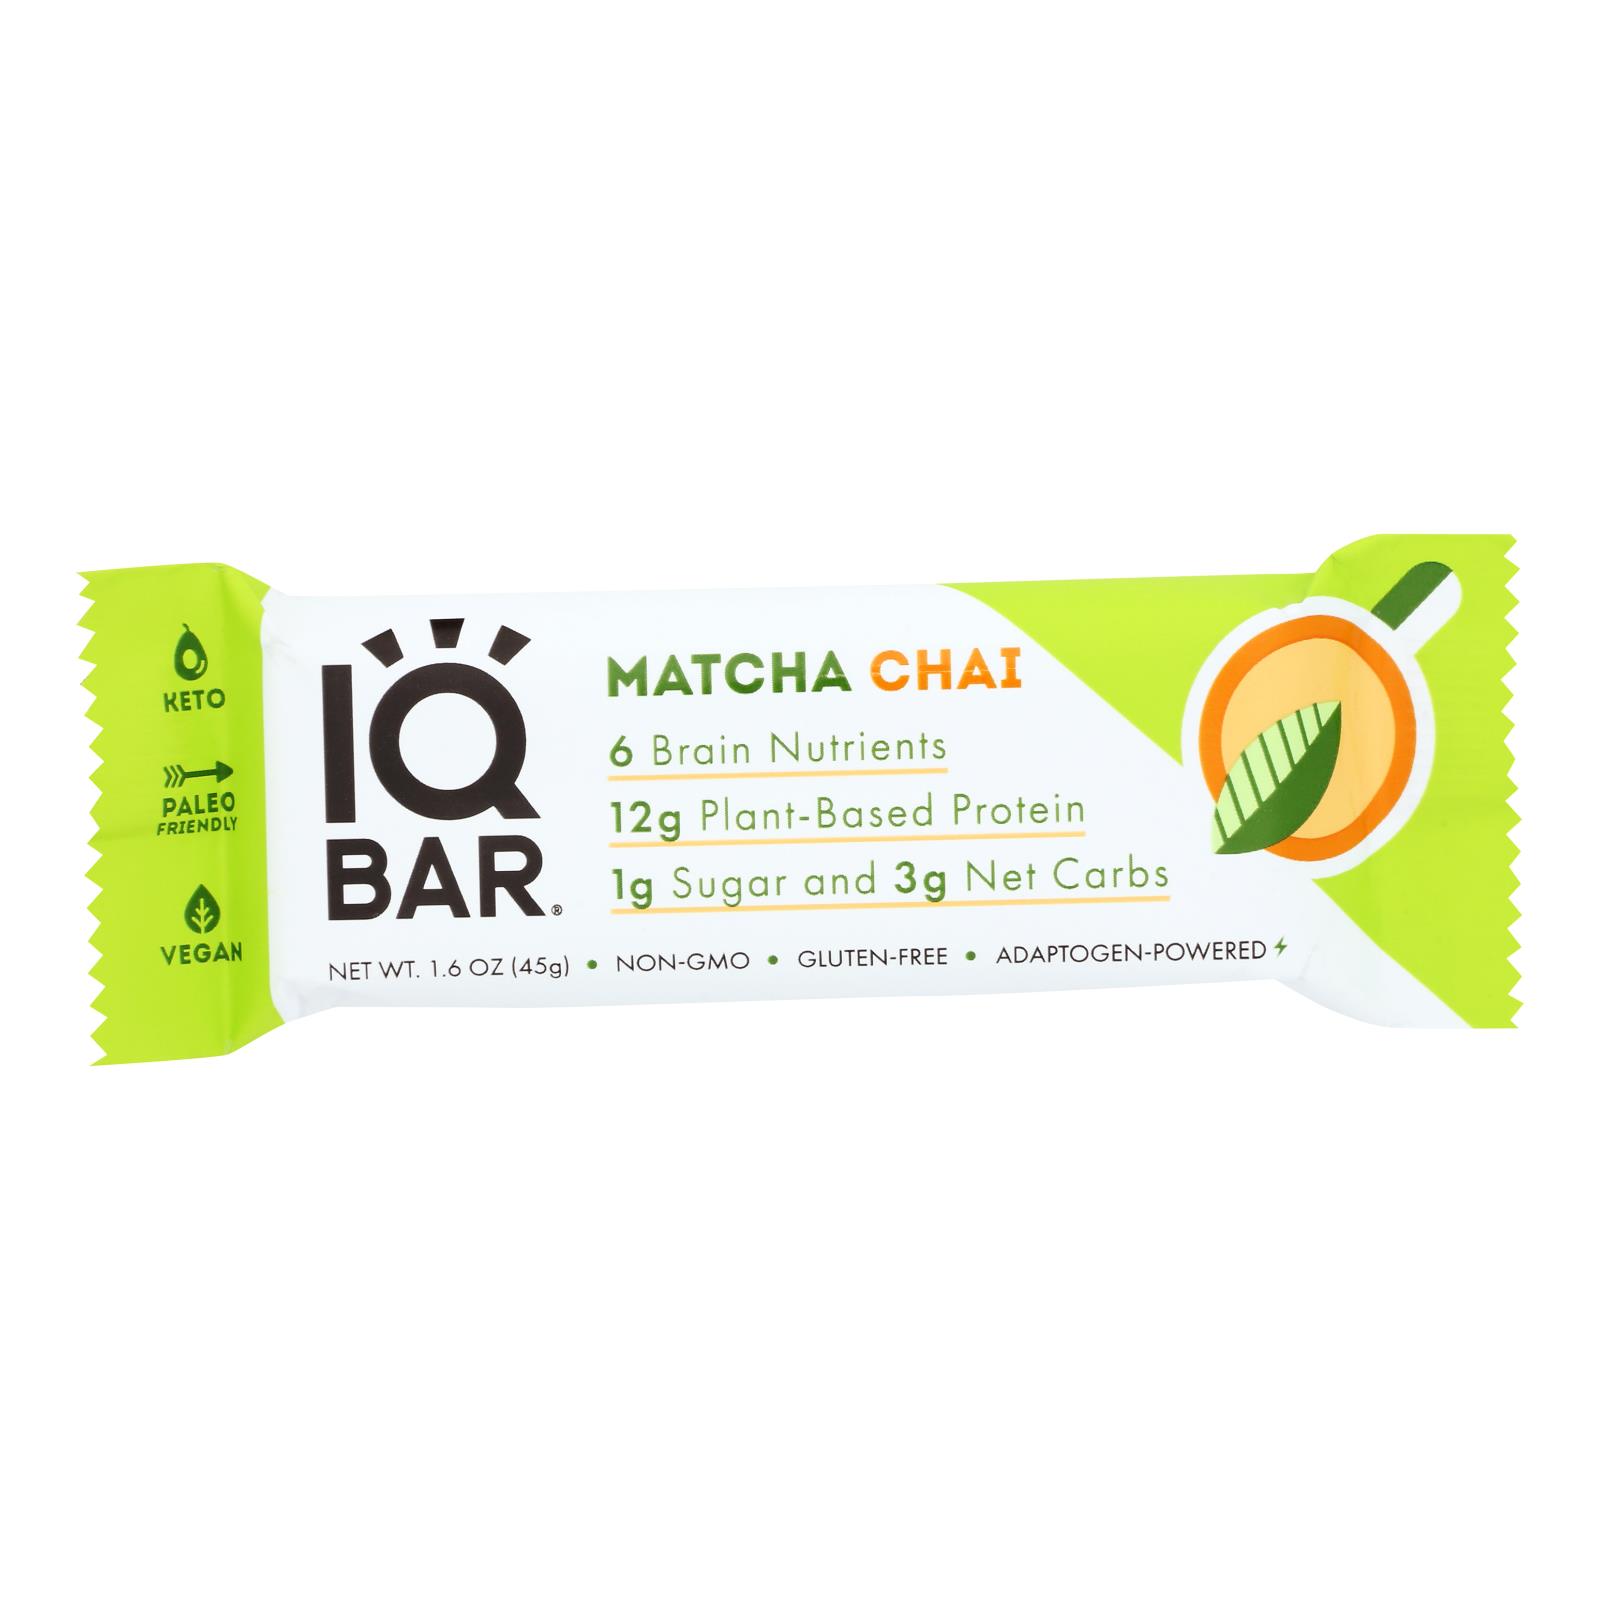 KETO
PALEO
FRIENDLY
VEGAN
IQ
BAR®
MATCHA CHAI
6 Brain Nutrients
12g Plant-Based Protein
1g Sugar and 3g Net Carbs
NET WT. 1.6 OZ (45g) • NON-GMO • GLUTEN-FREE • ADAPTOGEN-POWERED